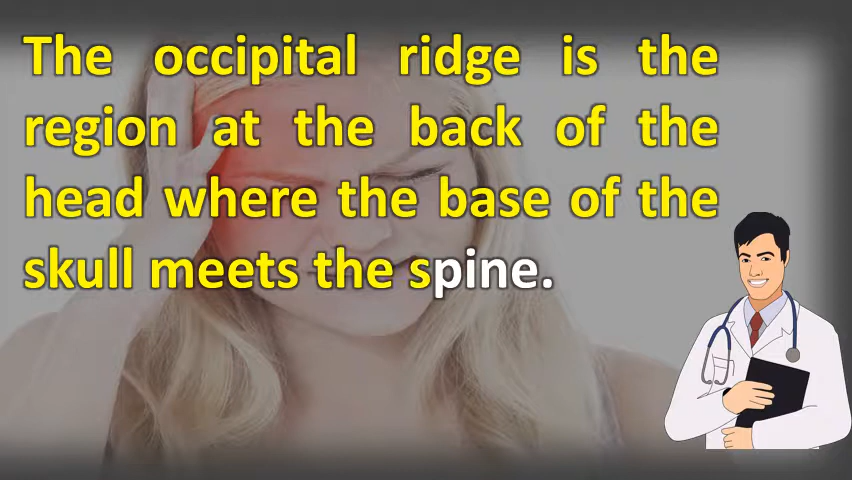 The occipital ridge is the
region at the back of the
head where the base of the
skull meets the spine.